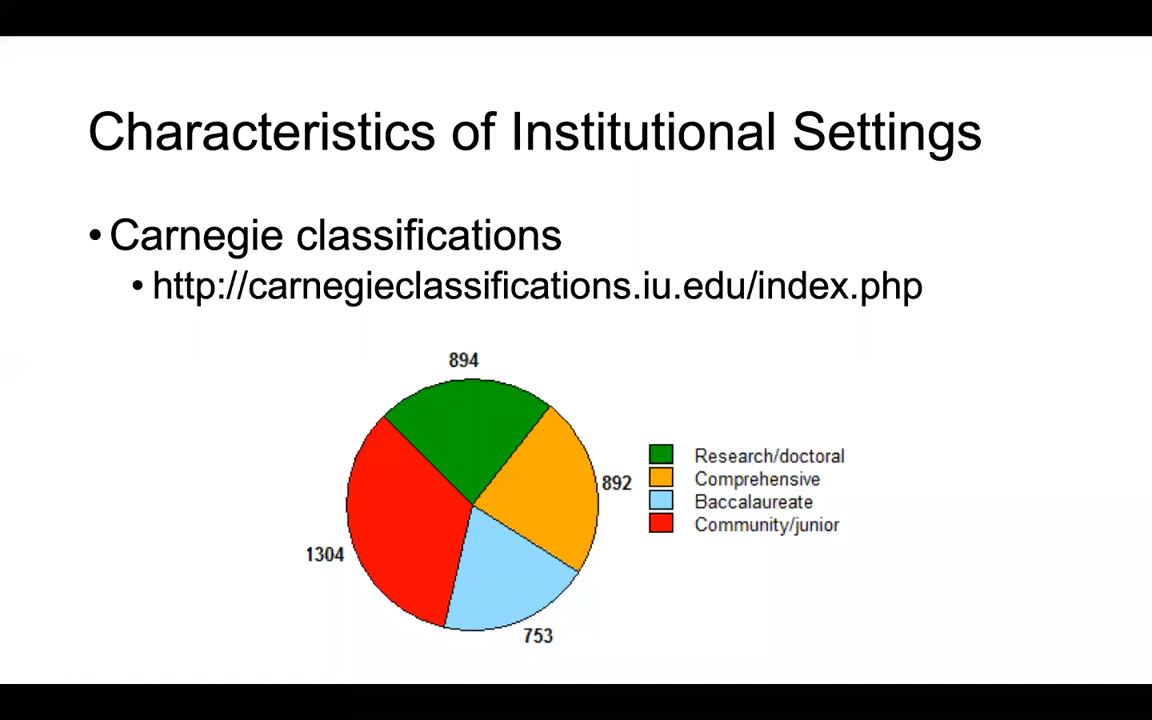 Characteristics of Institutional Settings
• Carnegie classifications
• http://carnegieclassifications.iu.edu/index.php
894
892
1304
753
Research/doctoral
Comprehensive
Baccalaureate
Community/junior